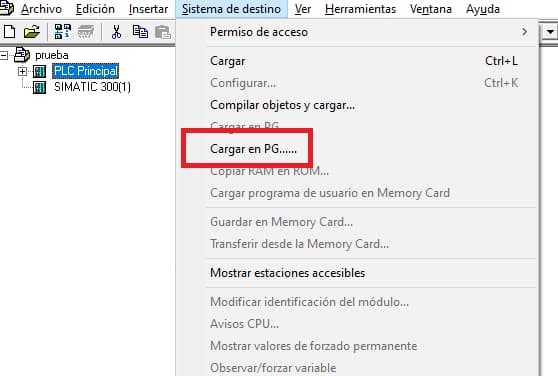 Archivo Edición Insertar Sistema de destino Ver Herramientas Ventana Ayuda
prueba
PLC Principal
SIMATIC 300(1)
Permiso de acceso
Cargar Ctrl+L
Configurar... Ctrl+K
Compilar objetos y cargar...
Cargar en PG
Cargar en PG......
Copiar RAM en ROM...
Cargar programa de usuario en Memory Card
Guardar en Memory Card...
Transferir desde la Memory Card...
Mostrar estaciones accesibles
Modificar identificación del módulo...
Avisos CPU...
Mostrar valores de forzado permanente
Observar/forzar variable